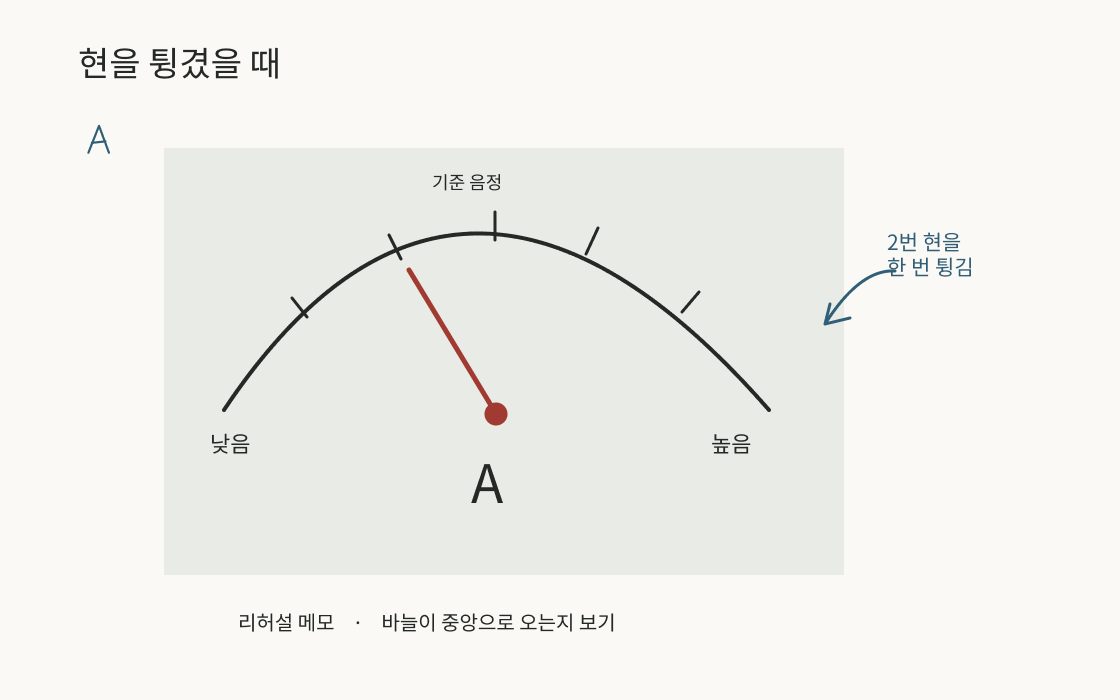 현을 튕겼을 때
A
기준 음정
2번 현을
한 번 튕김
낮음
높음
A
리허설 메모 · 바늘이 중앙으로 오는지 보기